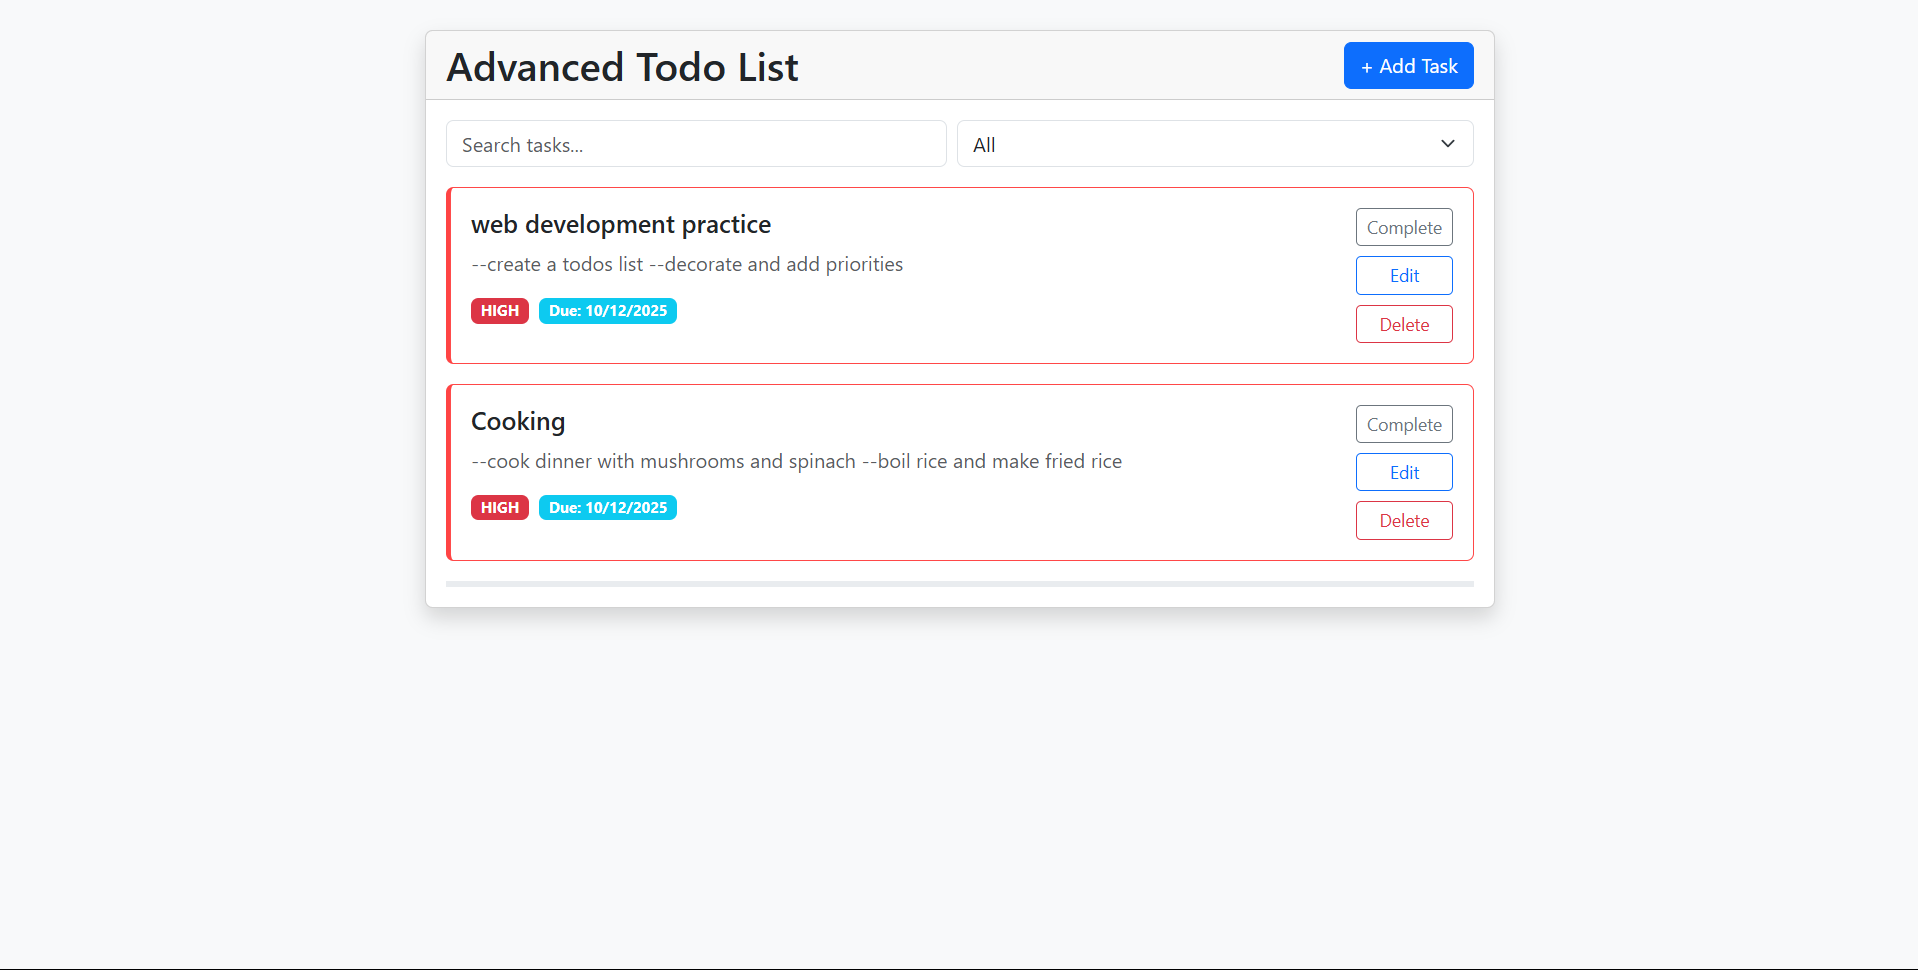 Advanced Todo List
+ Add Task
Search tasks...
All
web development practice
--create a todos list --decorate and add priorities
HIGH
Due: 10/12/2025
Complete
Edit
Delete
Cooking
--cook dinner with mushrooms and spinach --boil rice and make fried rice
HIGH
Due: 10/12/2025
Complete
Edit
Delete